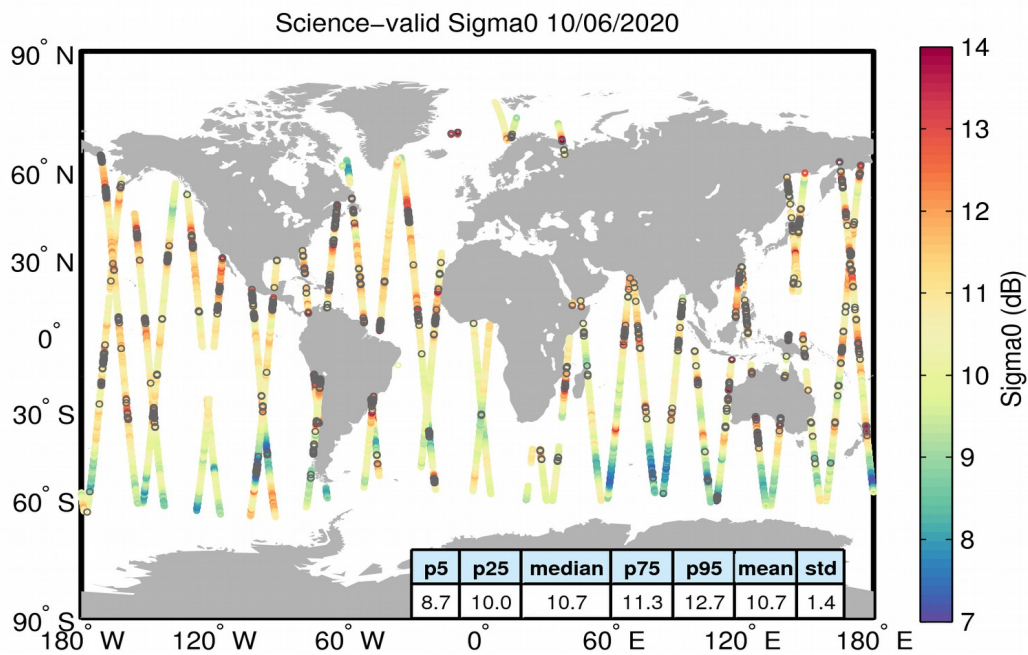 Science−valid Sigma0 10/06/2020
90° N
60° N
30° N
0°
30° S
60° S
90° S
180° W
120° W
60° W
0°
60° E
120° E
180° E
p5 p25 median p75 p95 mean std
8.7 10.0 10.7 11.3 12.7 10.7 1.4
14
13
12
11
10
9
8
7
Sigma0 (dB)